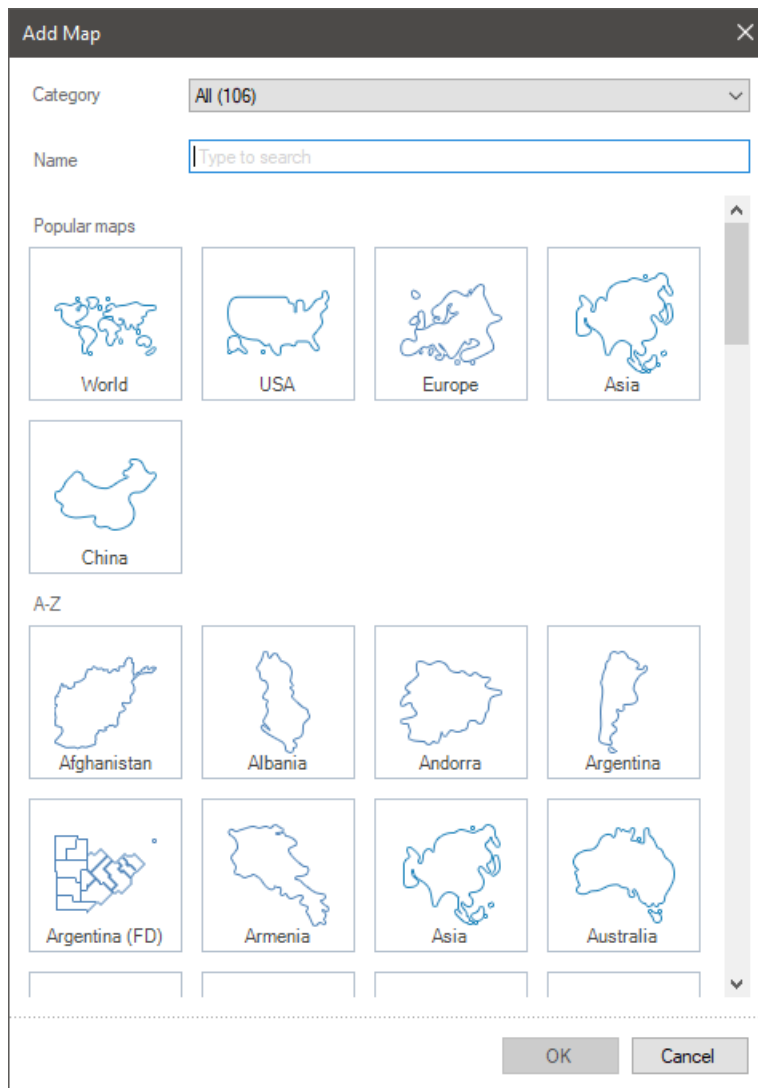 Add Map
Category All (106)
Name Type to search
Popular maps
World USA Europe Asia
China
A-Z
Afghanistan Albania Andorra Argentina
Argentina (FD) Armenia Asia Australia
OK Cancel